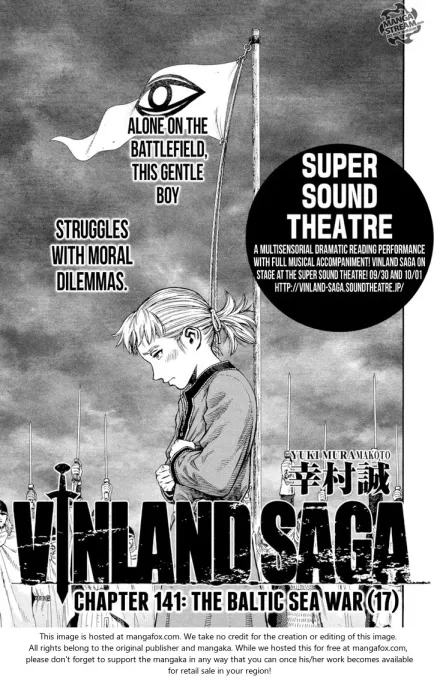 MANGA
STREAM
ALONE ON THE
BATTLEFIELD,
THIS GENTLE
BOY
STRUGGLES
WITH MORAL
DILEMMAS.
SUPER
SOUND
THEATRE
A MULTISENSORIAL DRAMATIC READING PERFORMANCE
WITH FULL MUSICAL ACCOMPANIMENT! VINLAND SAGA ON
STAGE AT THE SUPER SOUND THEATRE! 09/30 AND 10/01
HTTP://VINLAND-SAGA.SOUNDTHEATRE.JP/
YUKIMURA MAKOTO
幸村誠
VINLAND SAGA
CHAPTER 141: THE BALTIC SEA WAR (17)
This image is hosted at mangafox.com. We take no credit for the creation or editing of this image.
All rights belong to the original publisher and mangaka. While we hosted this for free at mangafox.com,
please don't forget to support the mangaka in any way that you can once his/her work becomes available
for retail sale in your region!